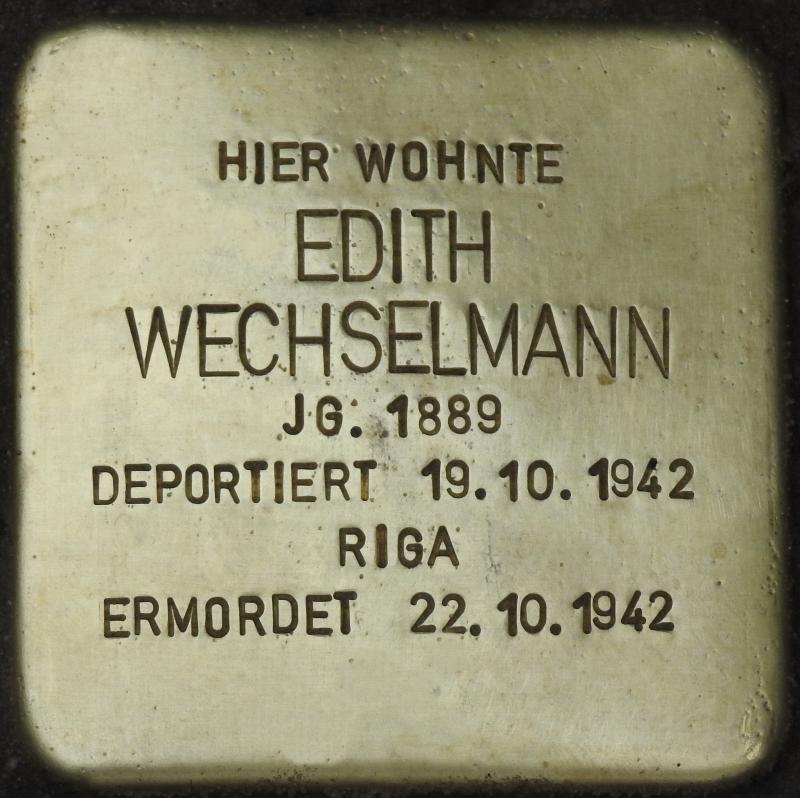 HIER WOHNTE
EDITH
WECHSELMANN
JG. 1889
DEPORTIERT 19.10.1942
RIGA
ERMORDET 22.10.1942